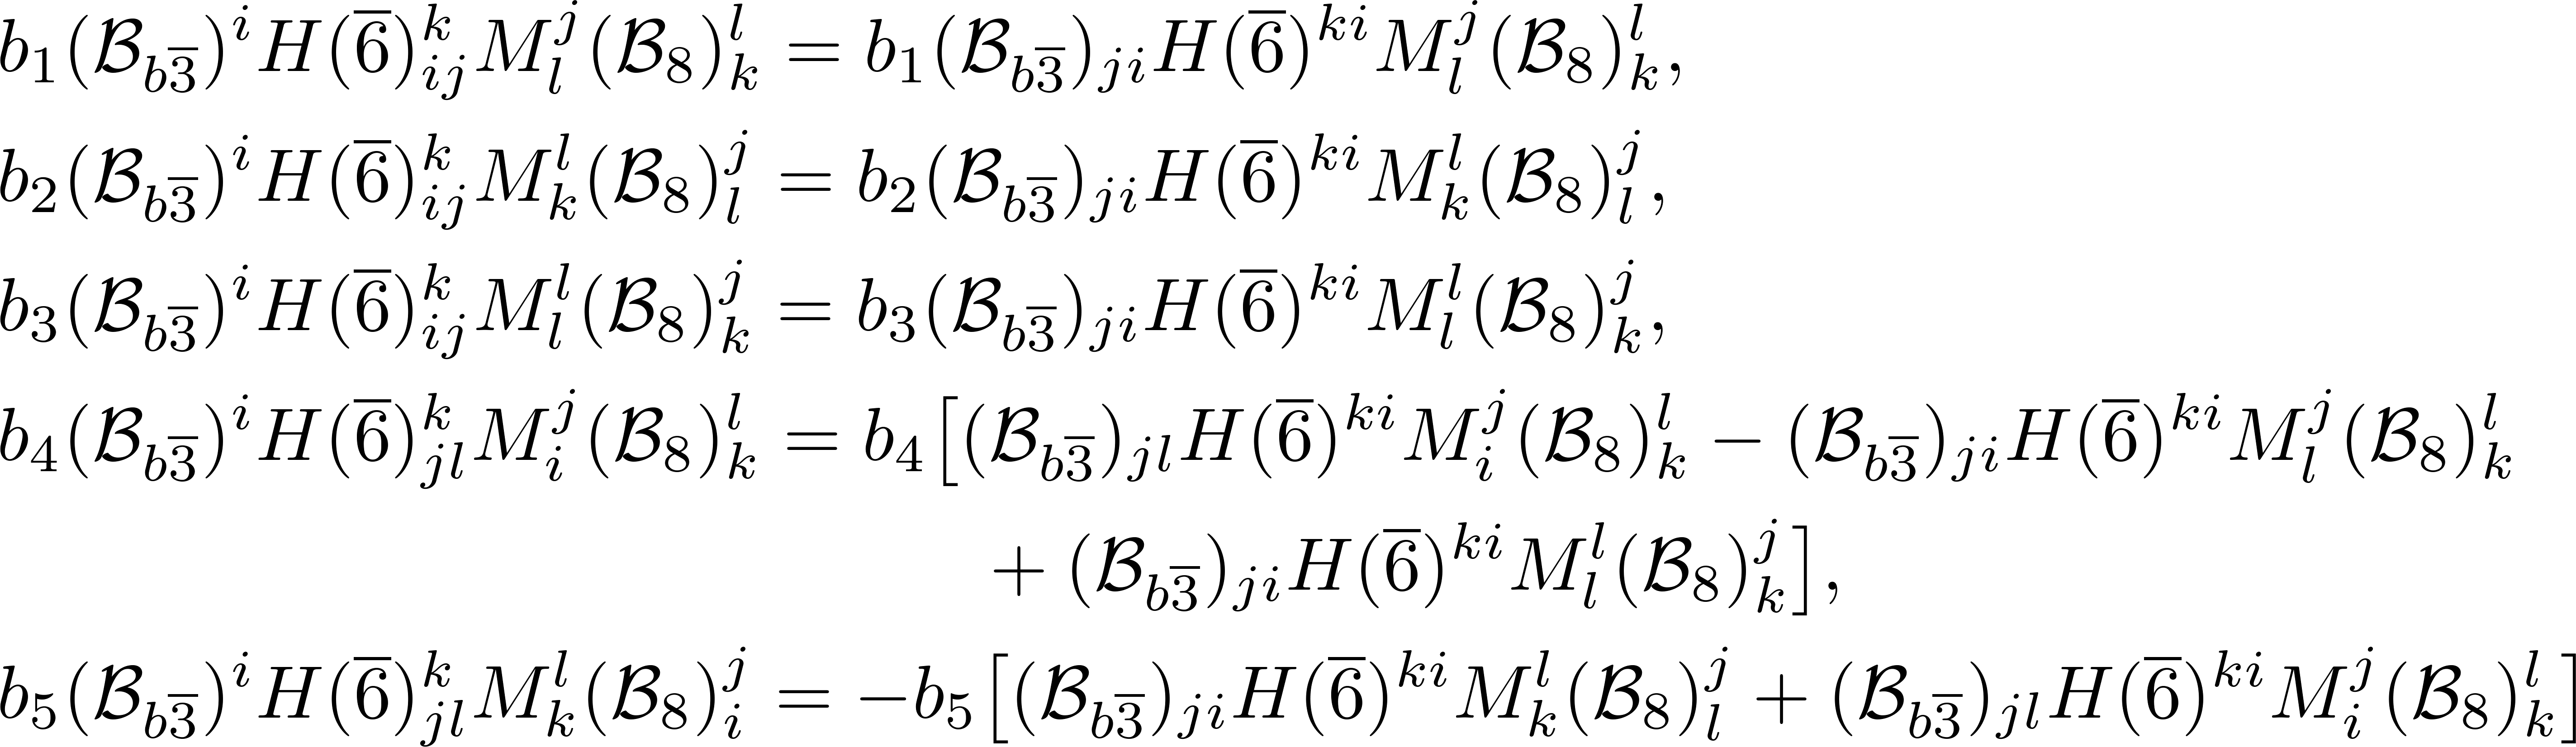 b_1(\mathcal{B}_{b\overline{3}})^i H(\overline{6})^k_{ij} M^j_l (\mathcal{B}_8)^l_k = b_1(\mathcal{B}_{b\overline{3}})_{ji} H(\overline{6})^{ki} M^j_l (\mathcal{B}_8)^l_k,
b_2(\mathcal{B}_{b\overline{3}})^i H(\overline{6})^k_{ij} M^l_k (\mathcal{B}_8)^j_l = b_2(\mathcal{B}_{b\overline{3}})_{ji} H(\overline{6})^{ki} M^l_k (\mathcal{B}_8)^j_l,
b_3(\mathcal{B}_{b\overline{3}})^i H(\overline{6})^k_{ij} M^l_l (\mathcal{B}_8)^j_k = b_3(\mathcal{B}_{b\overline{3}})_{ji} H(\overline{6})^{ki} M^l_l (\mathcal{B}_8)^j_k,
b_4(\mathcal{B}_{b\overline{3}})^i H(\overline{6})^k_{jl} M^j_i (\mathcal{B}_8)^l_k = b_4[(\mathcal{B}_{b\overline{3}})_{jl} H(\overline{6})^{ki} M^j_i (\mathcal{B}_8)^l_k - (\mathcal{B}_{b\overline{3}})_{ji} H(\overline{6})^{ki} M^j_l (\mathcal{B}_8)^l_k
+ (\mathcal{B}_{b\overline{3}})_{ji} H(\overline{6})^{ki} M^l_l (\mathcal{B}_8)^j_k],
b_5(\mathcal{B}_{b\overline{3}})^i H(\overline{6})^k_{jl} M^l_k (\mathcal{B}_8)^j_i = -b_5[(\mathcal{B}_{b\overline{3}})_{ji} H(\overline{6})^{ki} M^l_k (\mathcal{B}_8)^j_l + (\mathcal{B}_{b\overline{3}})_{jl} H(\overline{6})^{ki} M^j_i (\mathcal{B}_8)^l_k]